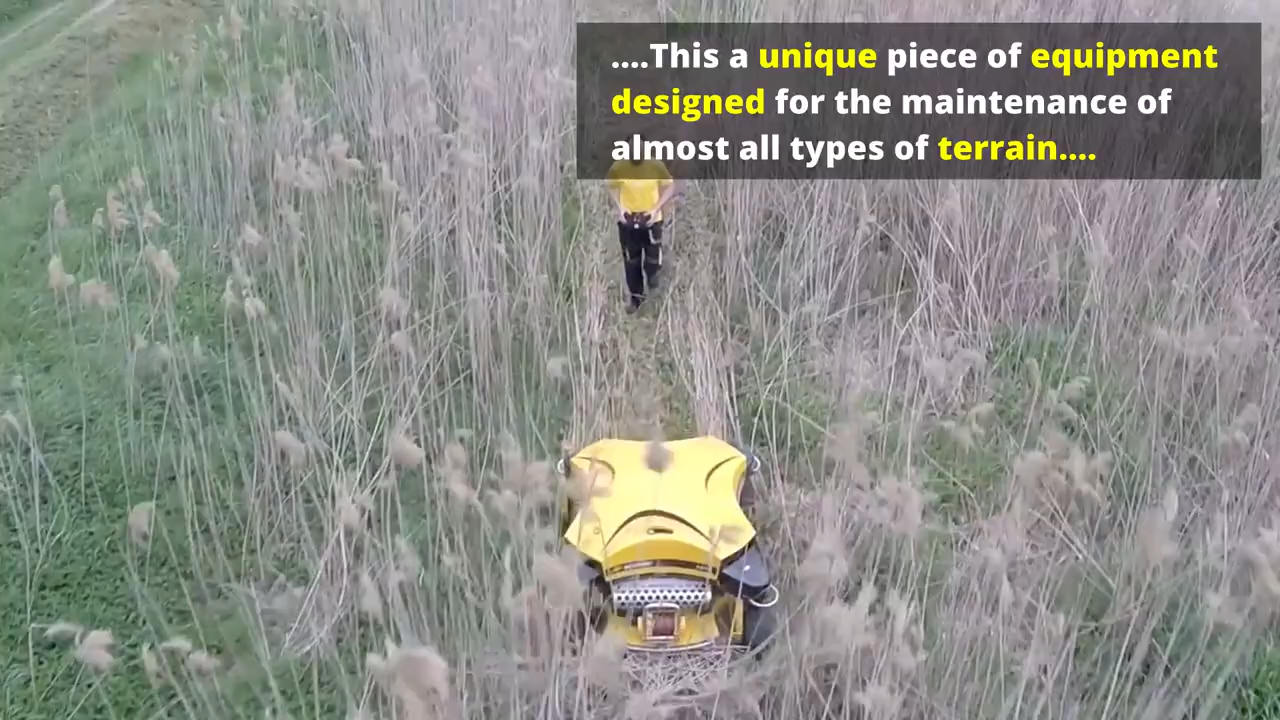 ....This a unique piece of equipment
designed for the maintenance of
almost all types of terrain....